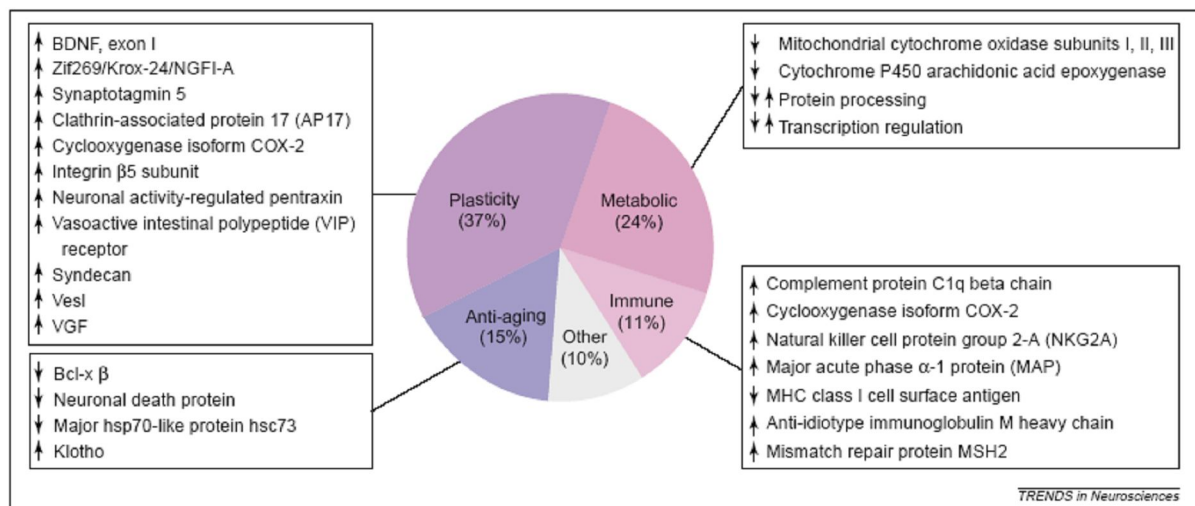 ↑ BDNF, exon I
↑ Zif269/Krox-24/NGFI-A
↑ Synaptotagmin 5
↑ Clathrin-associated protein 17 (AP17)
↑ Cyclooxygenase isoform COX-2
↑ Integrin β5 subunit
↑ Neuronal activity-regulated pentraxin
↑ Vasoactive intestinal polypeptide (VIP)
receptor
↑ Syndecan
↑ Vesl
↑ VGF
↓ Bcl-x β
↓ Neuronal death protein
↓ Major hsp70-like protein hsc73
↑ Klotho
Plasticity
(37%)
Metabolic
(24%)
Anti-aging
(15%)
Other
(10%)
Immune
(11%)
↓ Mitochondrial cytochrome oxidase subunits I, II, III
↓ Cytochrome P450 arachidonic acid epoxygenase
↓↑ Protein processing
↓↑ Transcription regulation
↑ Complement protein C1q beta chain
↑ Cyclooxygenase isoform COX-2
↑ Natural killer cell protein group 2-A (NKG2A)
↑ Major acute phase α-1 protein (MAP)
↓ MHC class I cell surface antigen
↑ Anti-idiotype immunoglobulin M heavy chain
↑ Mismatch repair protein MSH2
TRENDS in Neurosciences